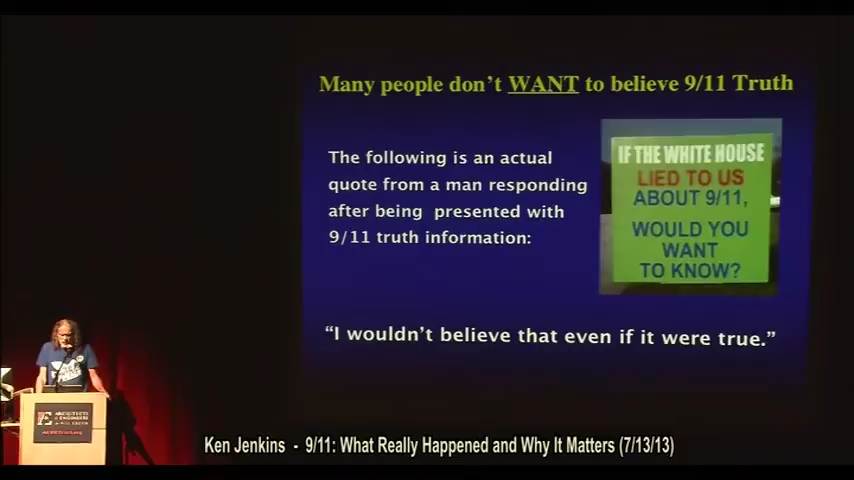 Many people don't WANT to believe 9/11 Truth
The following is an actual
quote from a man responding
after being presented with
9/11 truth information:
IF THE WHITE HOUSE
LIED TO US
ABOUT 9/11,
WOULD YOU
WANT
TO KNOW?
“I wouldn't believe that even if it were true.”
ARCHITECTS
ENGINEERS
Ken Jenkins - 9/11: What Really Happened and Why It Matters (7/13/13)